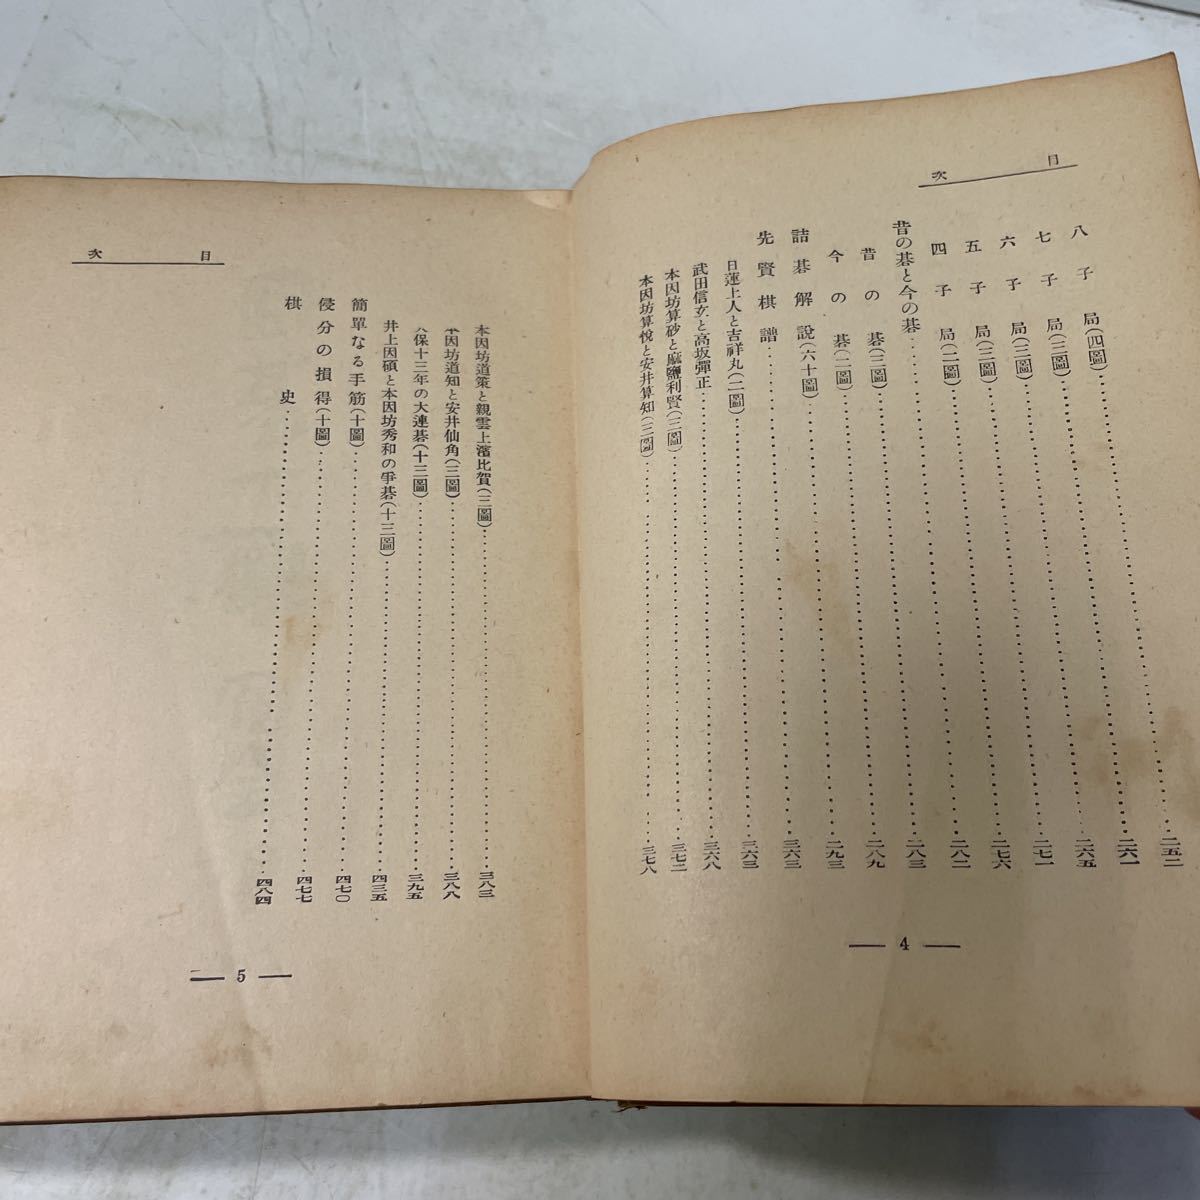 目次
八子局(四圖)……二五二
七子局(三圖)……二六一
六子局(三圖)……二六五
五子局(三圖)……二七一
四子局(二圖)……二七六
昔の碁と今の碁……二八二
昔の碁(三圖)……二八三
今の碁(二圖)……二八九
詰碁解説(六十圖)……二九三
先賢棋譜……三六三
日蓮上人と吉祥丸(二圖)……三六三
武田信玄と高坂彈正……三六八
本因坊算砂と鹿鹽利賢(三圖)……三七二
本因坊算悅と安井算知(三圖)……三七八
— 4 —
目次
本因坊道策と親雲上濱比賀(三圖)……三八三
本因坊道知と安井仙角(三圖)……三八八
天保十三年の大連碁(十三圖)……三九五
井上因碩と本因坊秀和の爭碁(十二圖)……四三五
簡單なる手筋(十圖)……四七〇
侵分の損得(十圖)……四七七
棋史……四八四
— 5 —